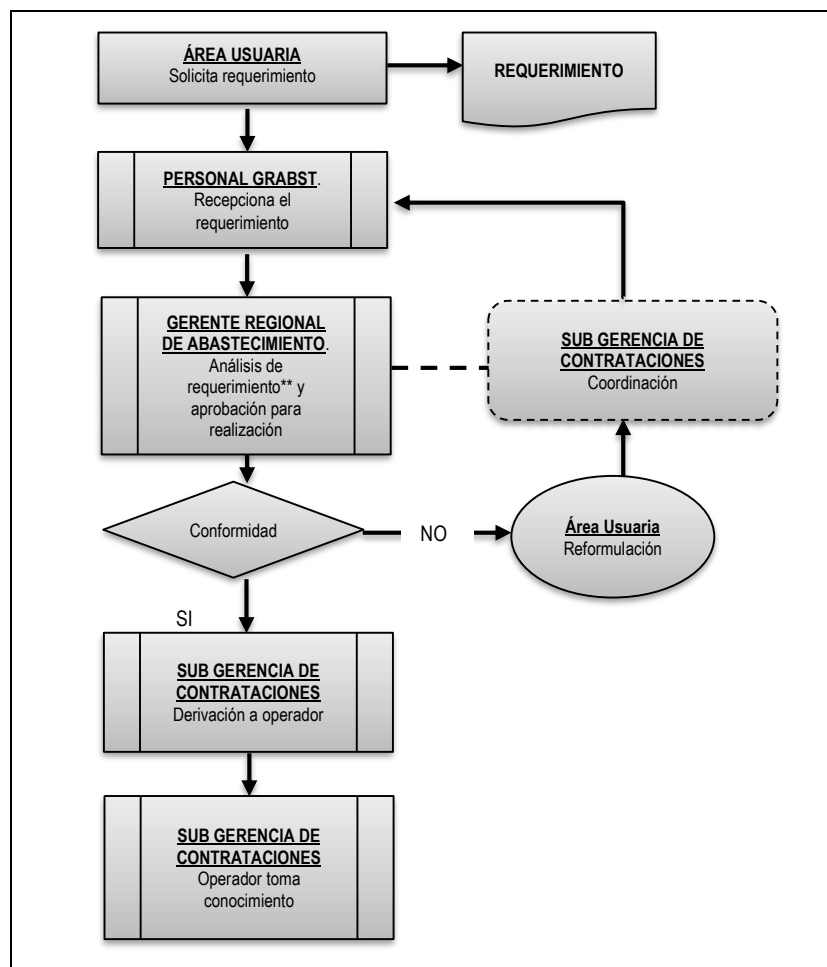 ÁREA USUARIA
Solicita requerimiento
REQUERIMIENTO
PERSONAL GRABST.
Recepciona el
requerimiento
GERENTE REGIONAL
DE ABASTECIMIENTO.
Análisis de
requerimiento** y
aprobación para
realización
SUB GERENCIA DE
CONTRATACIONES
Coordinación
Conformidad
NO
Área Usuaria
Reformulación
SI
SUB GERENCIA DE
CONTRATACIONES
Derivación a operador
SUB GERENCIA DE
CONTRATACIONES
Operador toma
conocimiento